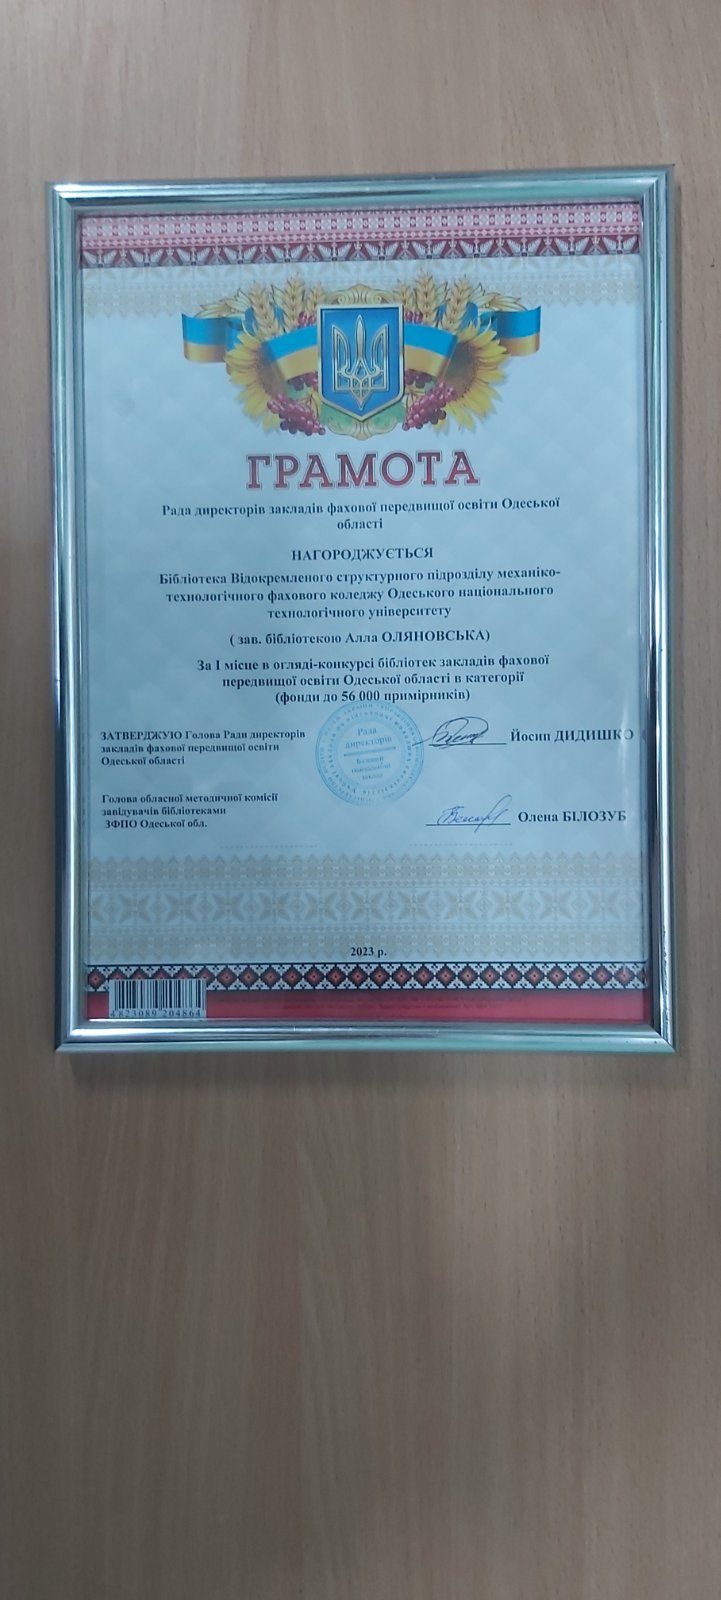 ГРАМОТА
Рада директорів закладів фахової передвищої освіти Одеської
області
НАГОРОДЖУЄТЬСЯ
Бібліотека Відокремленого структурного підрозділу механіко-
технологічного фахового коледжу Одеського національного
технологічного університету
( зав. бібліотекою Алла ОЛЯНОВСЬКА)
За І місце в огляді-конкурсі бібліотек закладів фахової
передвищої освіти Одеської області в категорії
(фонди до 56 000 примірників)
ЗАТВЕРДЖУЮ Голова Ради директорів
закладів фахової передвищої освіти
Одеської області
Йосип ДИДИШКО
Рада
директорів
Голова обласної методичної комісії
завідувачів бібліотеками
ЗФПО Одеської обл.
Олена БІЛОЗУБ
2023 р.
4823089 204864